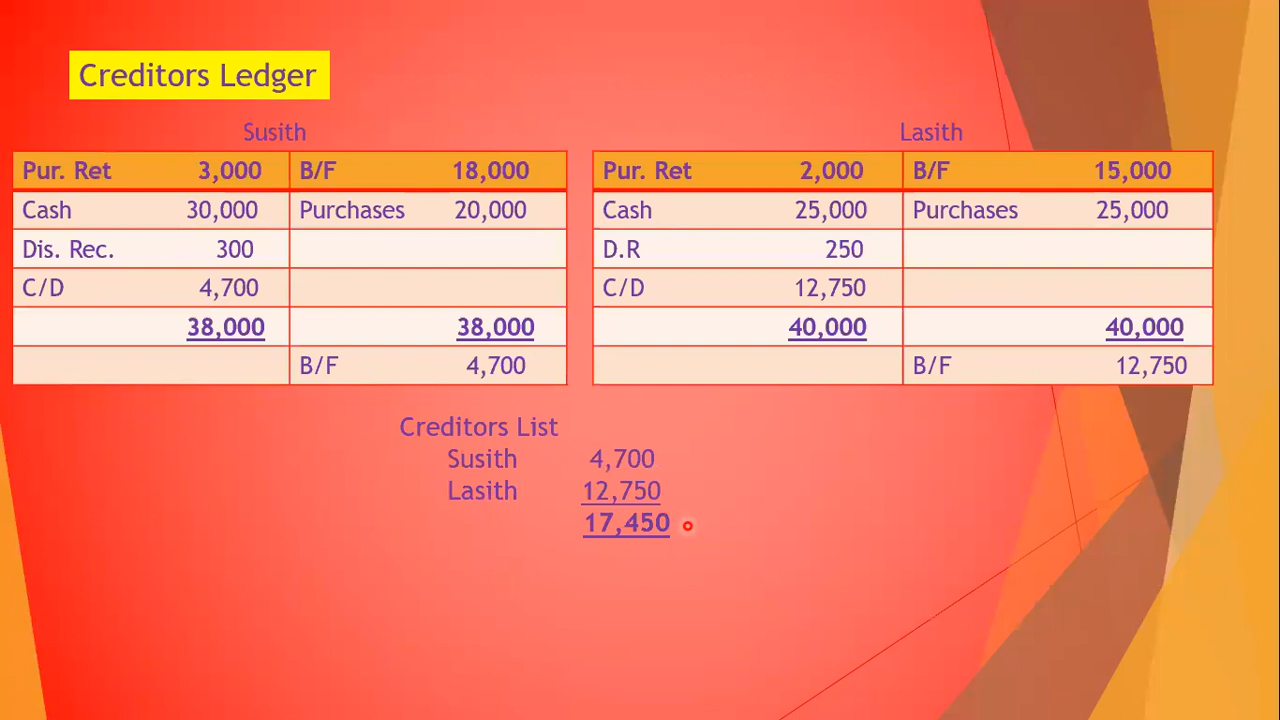 Creditors Ledger
Susith
Pur. Ret 3,000 B/F 18,000
Cash 30,000 Purchases 20,000
Dis. Rec. 300
C/D 4,700
38,000 38,000
B/F 4,700
Lasith
Pur. Ret 2,000 B/F 15,000
Cash 25,000 Purchases 25,000
D.R 250
C/D 12,750
40,000 40,000
B/F 12,750
Creditors List
Susith 4,700
Lasith 12,750
17,450